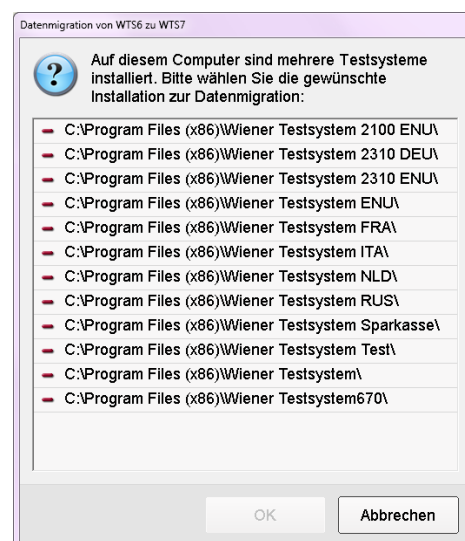 Datenmigration von WTS6 zu WTS7
Auf diesem Computer sind mehrere Testsysteme
installiert. Bitte wählen Sie die gewünschte
Installation zur Datenmigration:
C:\Program Files (x86)\Wiener Testsystem 2100 ENU\
C:\Program Files (x86)\Wiener Testsystem 2310 DEU\
C:\Program Files (x86)\Wiener Testsystem 2310 ENU\
C:\Program Files (x86)\Wiener Testsystem ENU\
C:\Program Files (x86)\Wiener Testsystem FRA\
C:\Program Files (x86)\Wiener Testsystem ITA\
C:\Program Files (x86)\Wiener Testsystem NLD\
C:\Program Files (x86)\Wiener Testsystem RUS\
C:\Program Files (x86)\Wiener Testsystem Sparkasse\
C:\Program Files (x86)\Wiener Testsystem Test\
C:\Program Files (x86)\Wiener Testsystem\
C:\Program Files (x86)\Wiener Testsystem670\
OK
Abbrechen